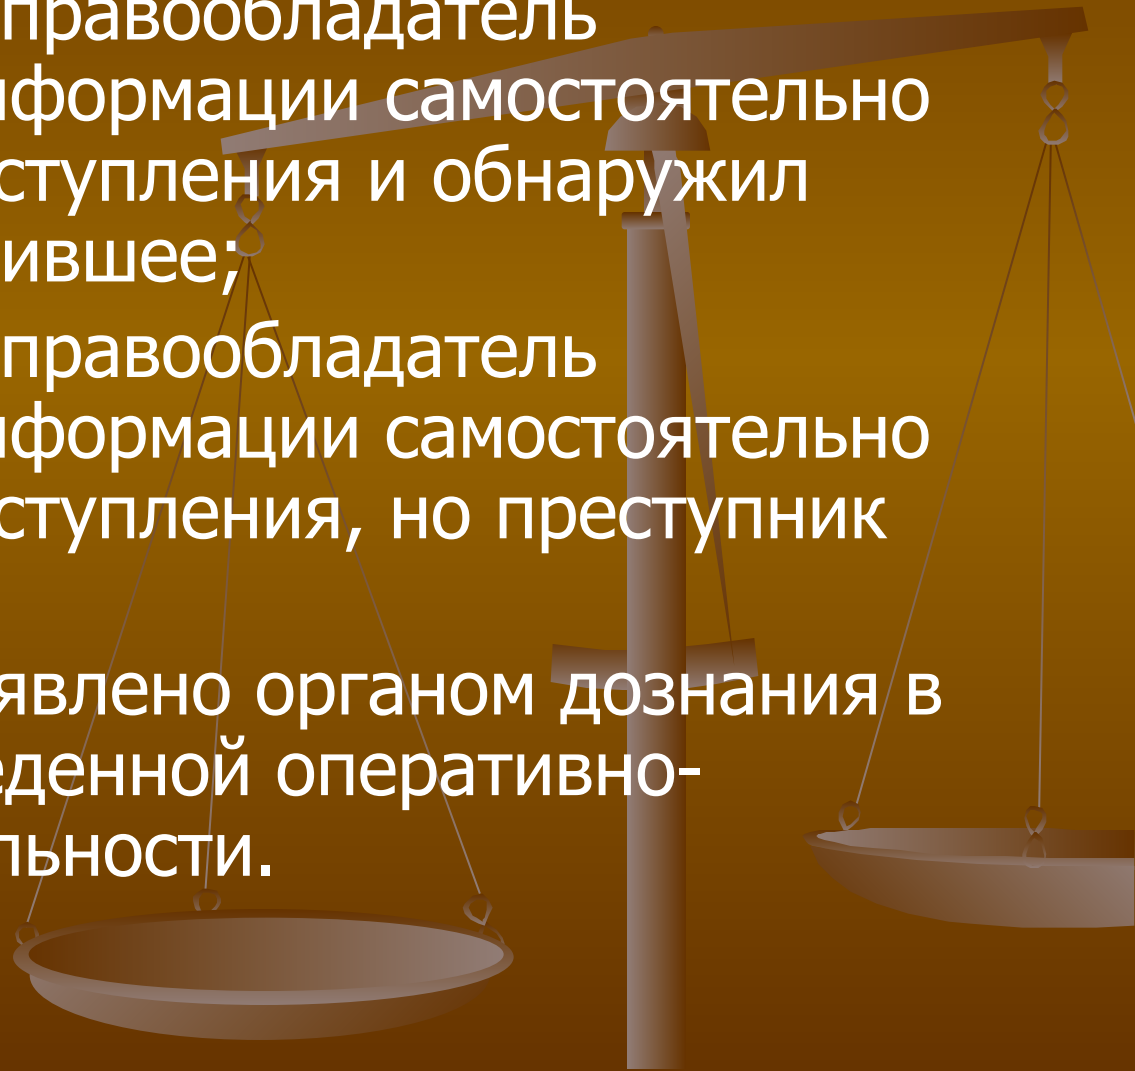 правообладатель
нформации самостоятельно
ступления и обнаружил
ившее;
правообладатель
нформации самостоятельно
ступления, но преступник
явлено органом дознания в
еденной оперативно-
льности.